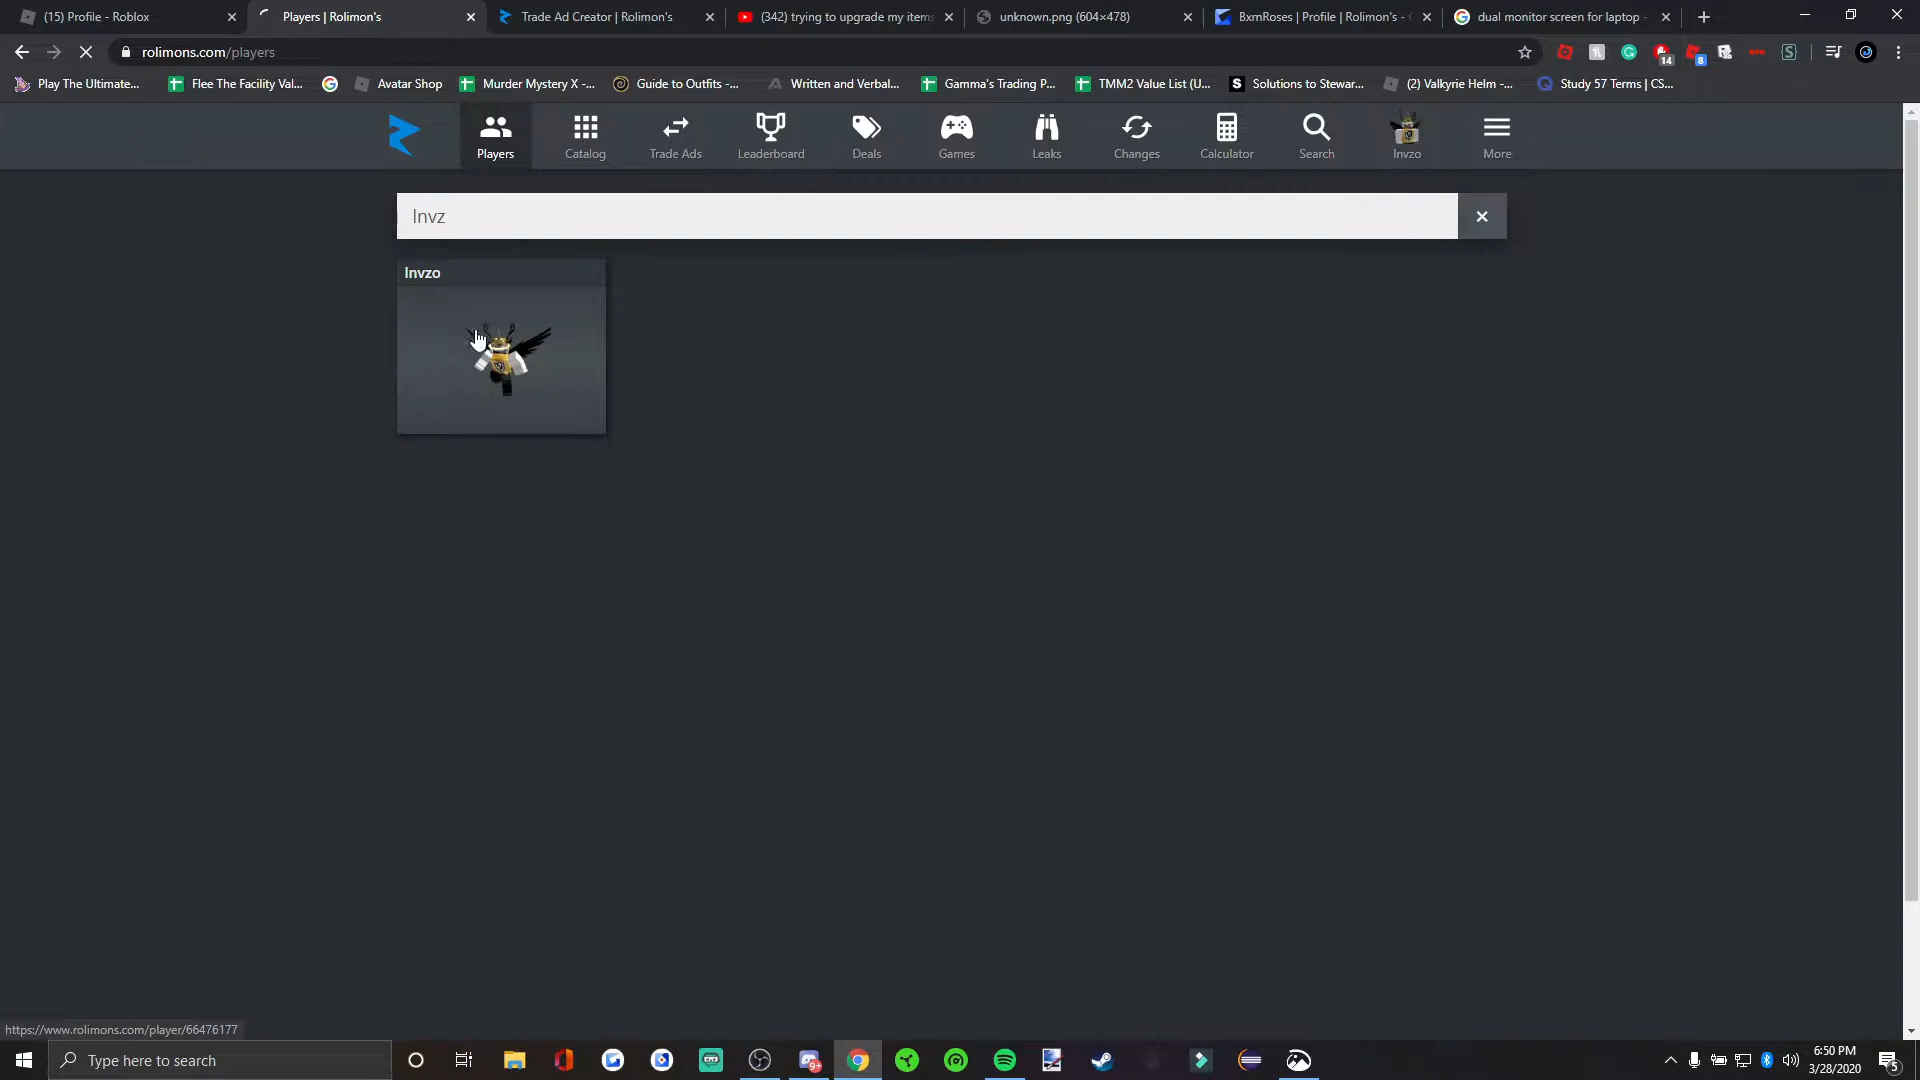 (15) Profile - Roblox
Players | Rolimon's
Trade Ad Creator | Rolimon's
(342) trying to upgrade my items
unknown.png (604×478)
BxmRoses | Profile | Rolimon's -
dual monitor screen for laptop -
rolimons.com/players
14
8
Play The Ultimate...
Flee The Facility Val...
Avatar Shop
Murder Mystery X -...
Guide to Outfits -...
Written and Verbal...
Gamma's Trading P...
TMM2 Value List (U...
Solutions to Stewar...
(2) Valkyrie Helm -...
Study 57 Terms | CS...
Players
Catalog
Trade Ads
Leaderboard
Deals
Games
Leaks
Changes
Calculator
Search
Invzo
More
Invz
Invzo
https://www.rolimons.com/player/66476177
Type here to search
9+
6:50 PM
3/28/2020
5